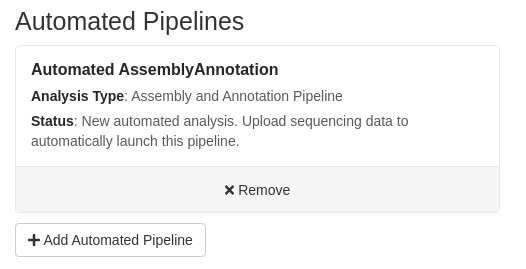 Automated Pipelines
Automated AssemblyAnnotation
Analysis Type: Assembly and Annotation Pipeline
Status: New automated analysis. Upload sequencing data to
automatically launch this pipeline.
Remove
Add Automated Pipeline